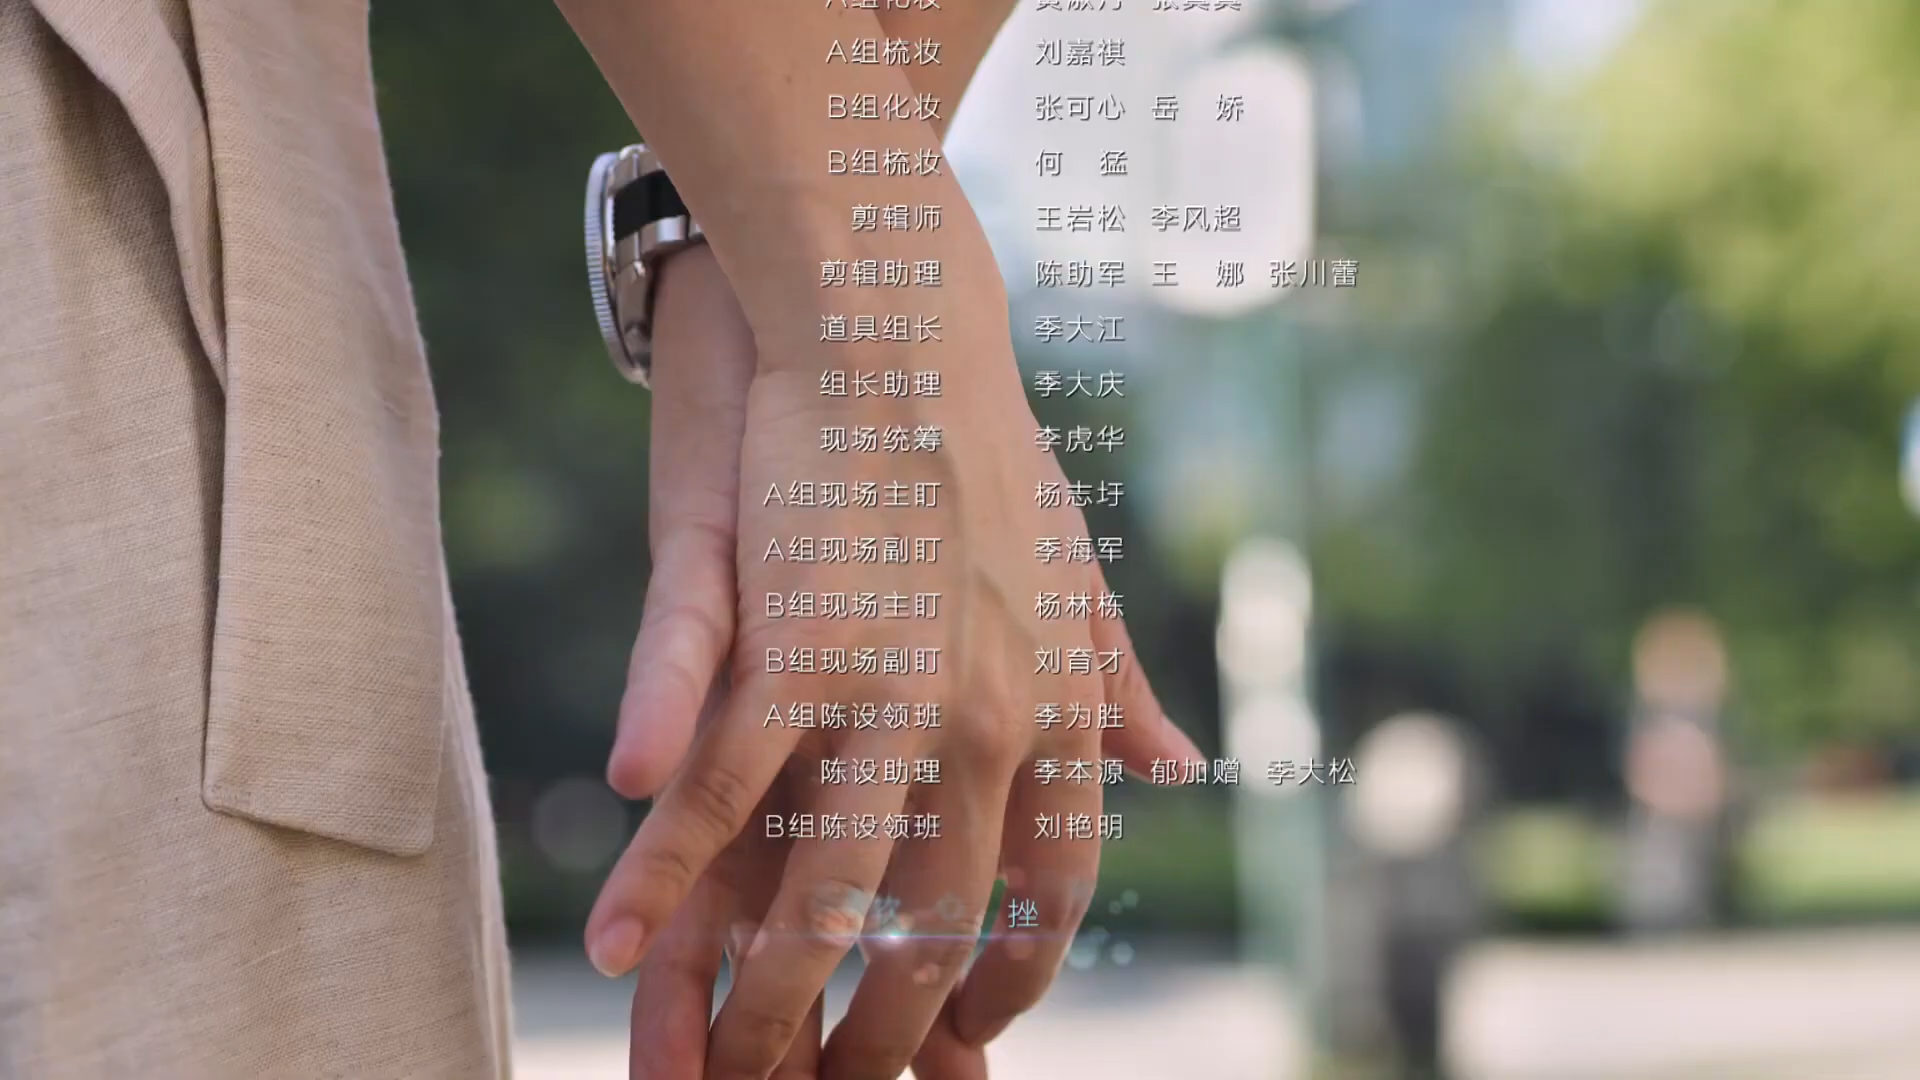 A组梳妆 刘嘉祺
B组化妆 张可心 岳 娇
B组梳妆 何 猛
剪辑师 王岩松 李风超
剪辑助理 陈助军 王 娜 张川蕾
道具组长 季大江
组长助理 季大庆
现场统筹 李虎华
A组现场主盯 杨志圩
A组现场副盯 季海军
B组现场主盯 杨林栋
B组现场副盯 刘育才
A组陈设领班 季为胜
陈设助理 季本源 郁加赠 季大松
B组陈设领班 刘艳明
挫